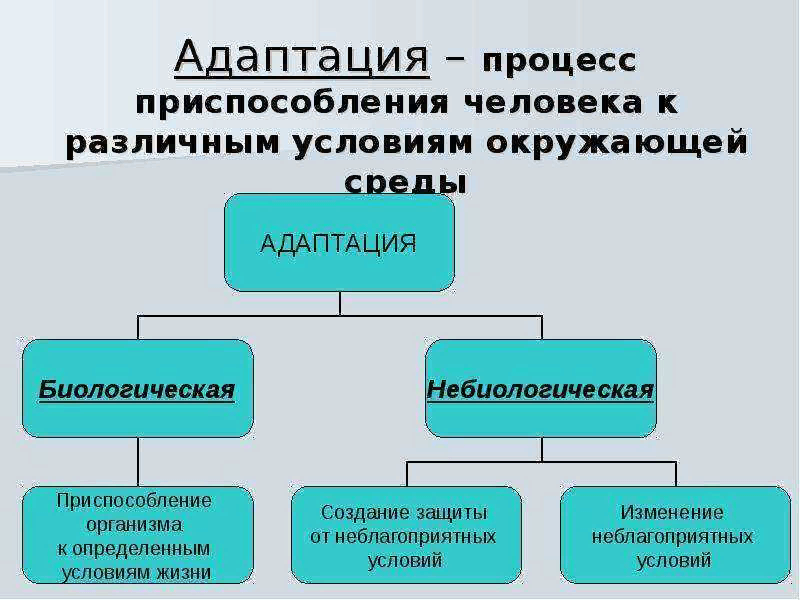 Адаптация – процесс
приспособления человека к
различным условиям окружающей
среды
АДАПТАЦИЯ
Биологическая
Небиологическая
Приспособление
организма
к определенным
условиям жизни
Создание защиты
от неблагоприятных
условий
Изменение
неблагоприятных
условий